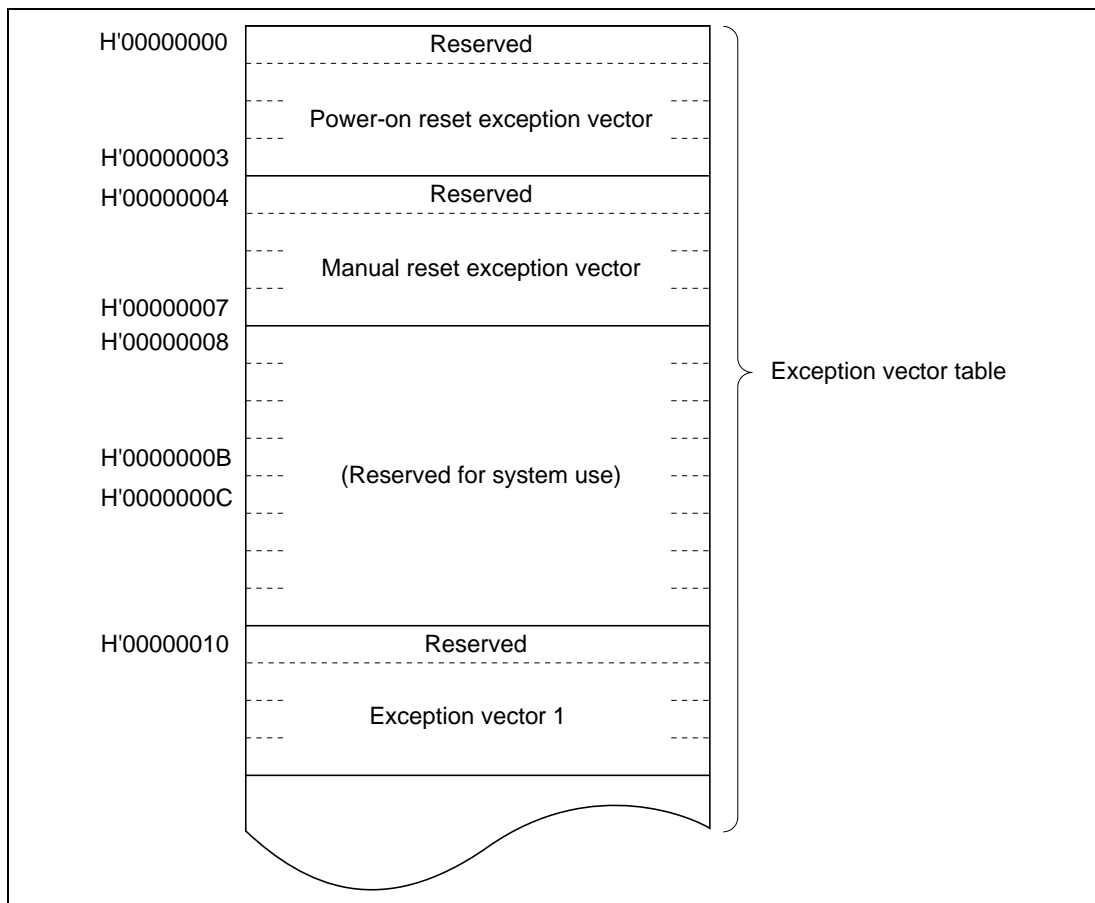 H'00000000 Reserved
Power-on reset exception vector
H'00000003
H'00000004 Reserved
Manual reset exception vector
H'00000007
H'00000008
Exception vector table
H'0000000B
(Reserved for system use)
H'0000000C
H'00000010 Reserved
Exception vector 1